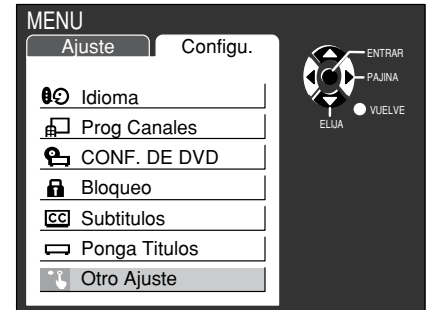 MENU
Ajuste Configu.
Idioma
Prog Canales
CONF. DE DVD
Bloqueo
CC Subtitulos
Ponga Titulos
Otro Ajuste
ENTRAR
PAJINA
VUELVE
ELIJA